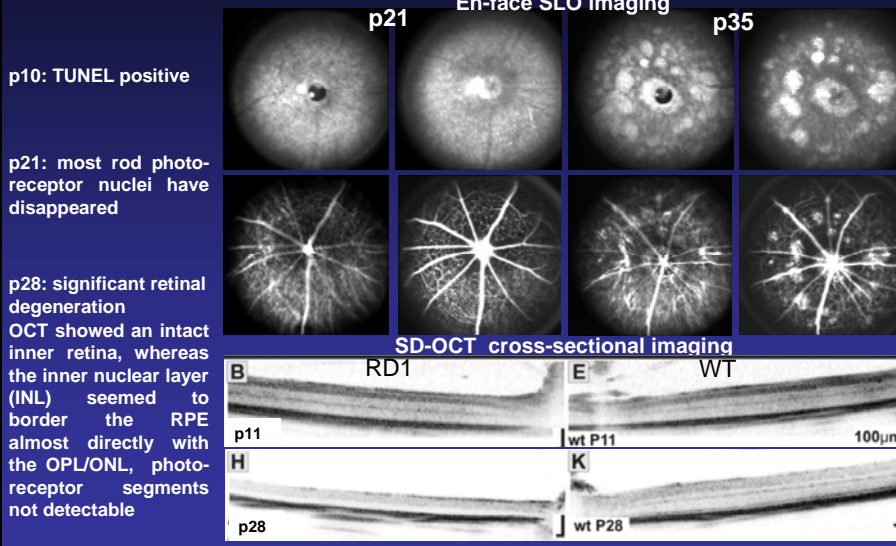 En-face SLO Imaging
p21
p35
p10: TUNEL positive
p21: most rod photo-
receptor nuclei have
disappeared
p28: significant retinal
degeneration
OCT showed an intact
inner retina, whereas
the inner nuclear layer
(INL) seemed to
border the RPE
almost directly with
the OPL/ONL, photo-
receptor segments
not detectable
SD-OCT cross-sectional imaging
B RD1
p11
E WT
wt P11 100µm
H
p28
K
wt P28